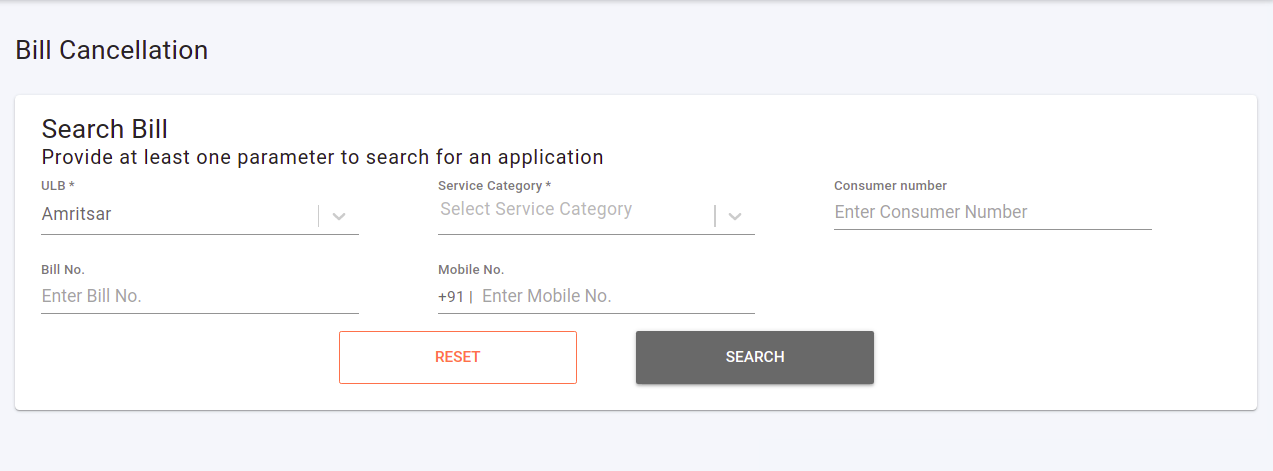 Bill Cancellation
Search Bill
Provide at least one parameter to search for an application
ULB *
Service Category *
Consumer number
Amritsar
Select Service Category
Enter Consumer Number
Bill No.
Mobile No.
Enter Bill No.
+91 | Enter Mobile No.
RESET
SEARCH